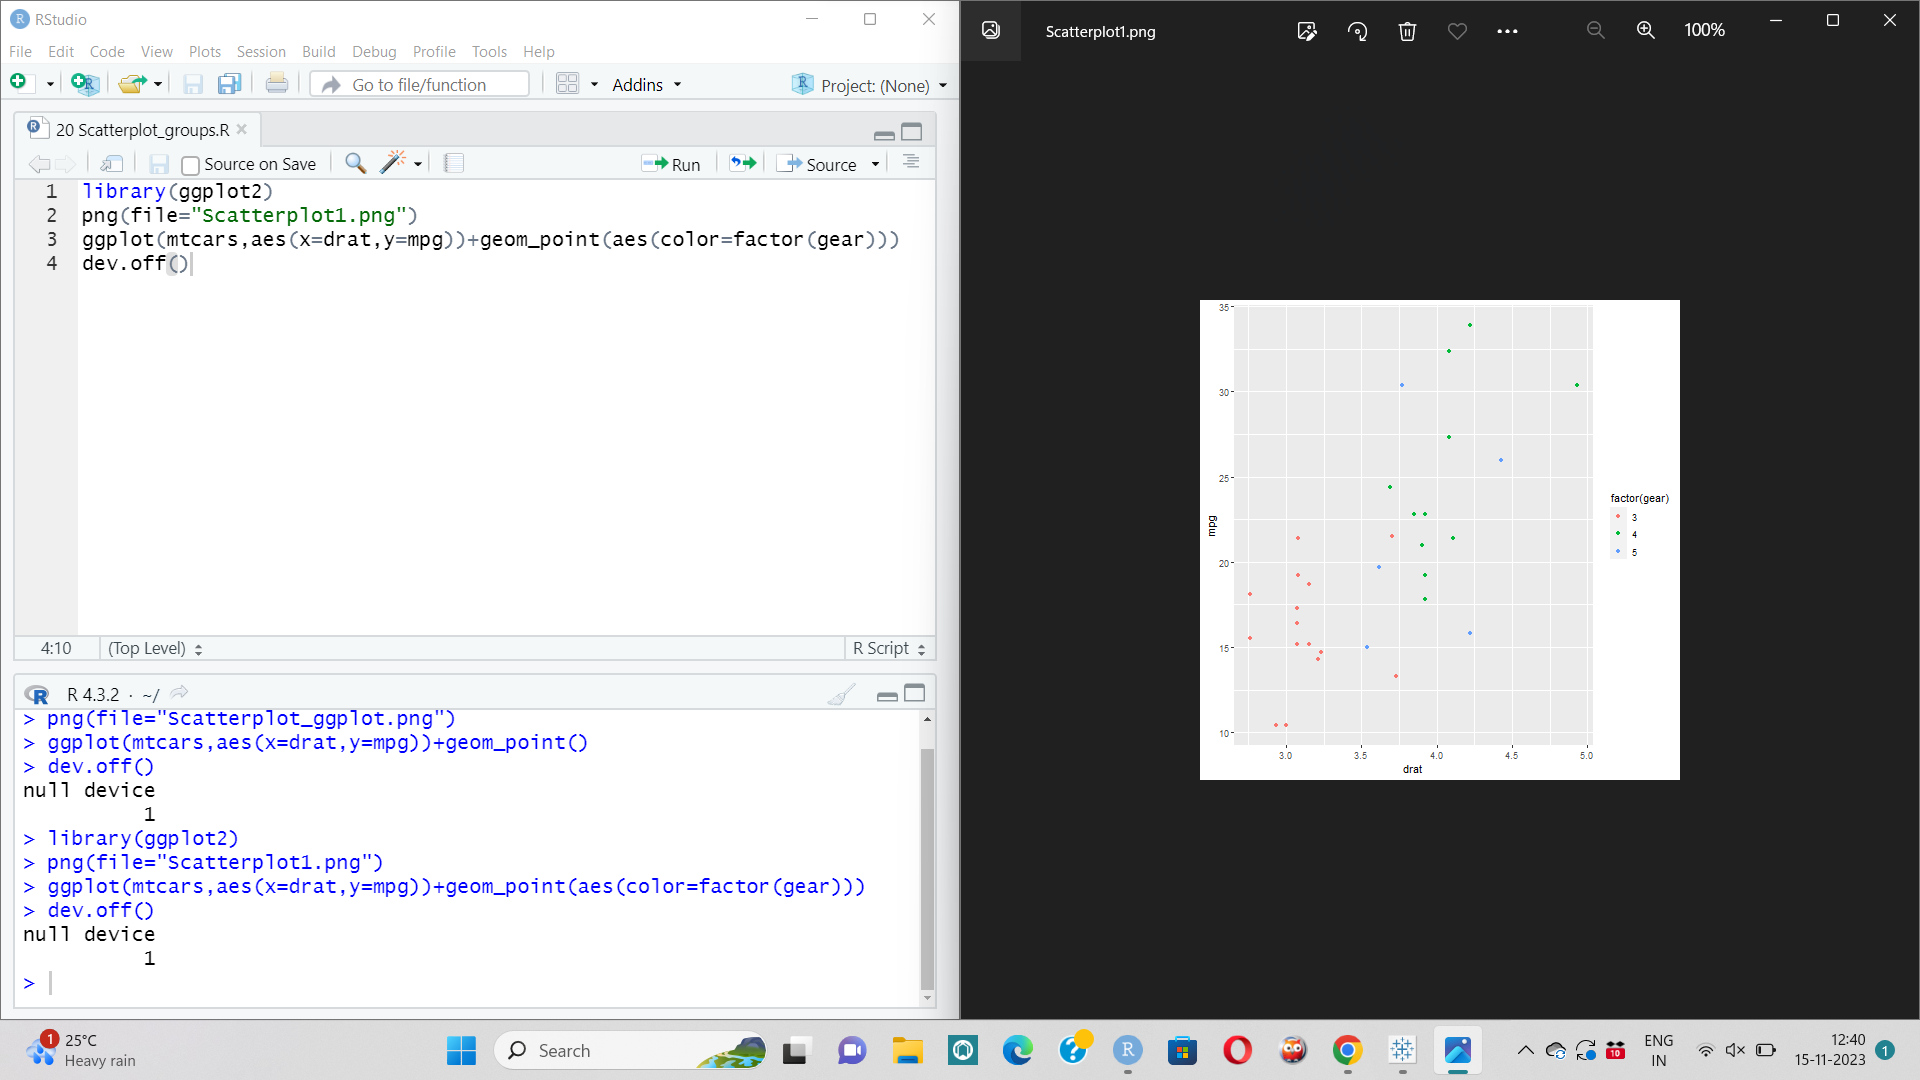 RStudio
File Edit Code View Plots Session Build Debug Profile Tools Help
Go to file/function Addins Project: (None)
20 Scatterplot_groups.R
Source on Save Run Source
1 library(ggplot2)
2 png(file="Scatterplot1.png")
3 ggplot(mtcars,aes(x=drat,y=mpg))+geom_point(aes(color=factor(gear)))
4 dev.off()
4:10 (Top Level) R Script
R 4.3.2 · ~/
> png(file="Scatterplot_ggplot.png")
> ggplot(mtcars,aes(x=drat,y=mpg))+geom_point()
> dev.off()
null device
1
> library(ggplot2)
> png(file="Scatterplot1.png")
> ggplot(mtcars,aes(x=drat,y=mpg))+geom_point(aes(color=factor(gear)))
> dev.off()
null device
1
>
Scatterplot1.png 100%
35
30
25
20
15
10
mpg
3.0 3.5 4.0 4.5 5.0
drat
factor(gear)
3
4
5
1
25°C
Heavy rain
Search
10
ENG
IN
12:40
15-11-2023
1